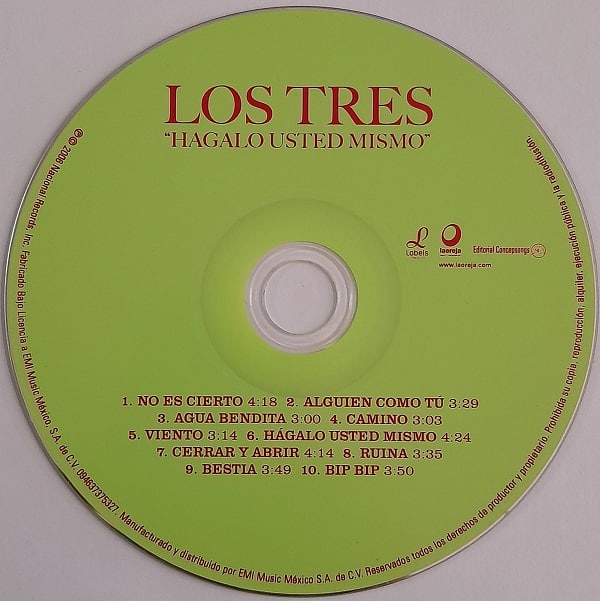 LOS TRES
"HAGALO USTED MISMO"
L
Labels
laoreja
Editorial Concepsongs
www.laoreja.com
1. NO ES CIERTO 4:18 2. ALGUIEN COMO TÚ 3:29
3. AGUA BENDITA 3:00 4. CAMINO 3:03
5. VIENTO 3:14 6. HÁGALO USTED MISMO 4:24
7. CERRAR Y ABRIR 4:14 8. RUINA 3:35
9. BESTIA 3:49 10. BIP BIP 3:50
℗ © 2006 Nacional Records, Inc. Fabricado Bajo Licencia a EMI Music México, S.A. de C.V. 094637375327. Manufacturado y distribuido por EMI Music México S.A. de C.V. Reservados todos los derechos de productor y propietario. Prohibida su copia, reproducción, alquiler, ejecución pública y la radiodifusión.